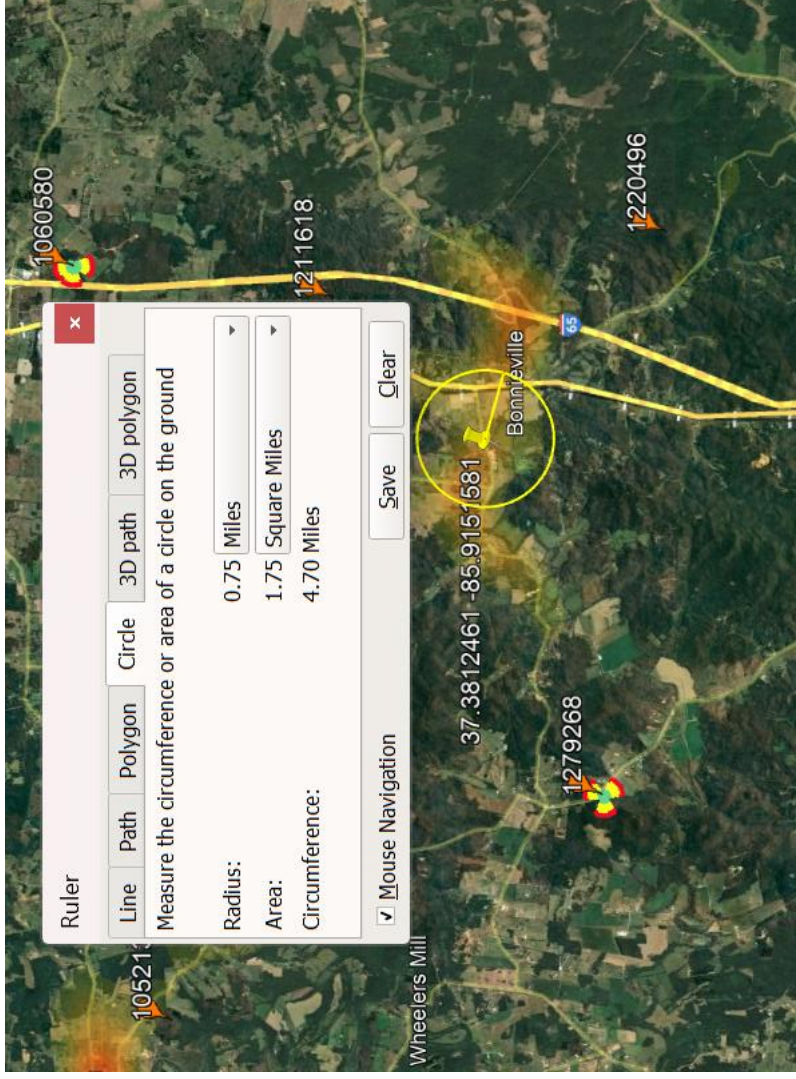 1060580
Ruler
x
Line Path Polygon Circle 3D path 3D polygon
Measure the circumference or area of a circle on the ground
Radius: 0.75 Miles
Area: 1.75 Square Miles
Circumference: 4.70 Miles
Mouse Navigation Save Clear
105213
1211618
Wheelers Mill
37.3812461 -85.9151581
Bonnieville
65
1279268
1220496